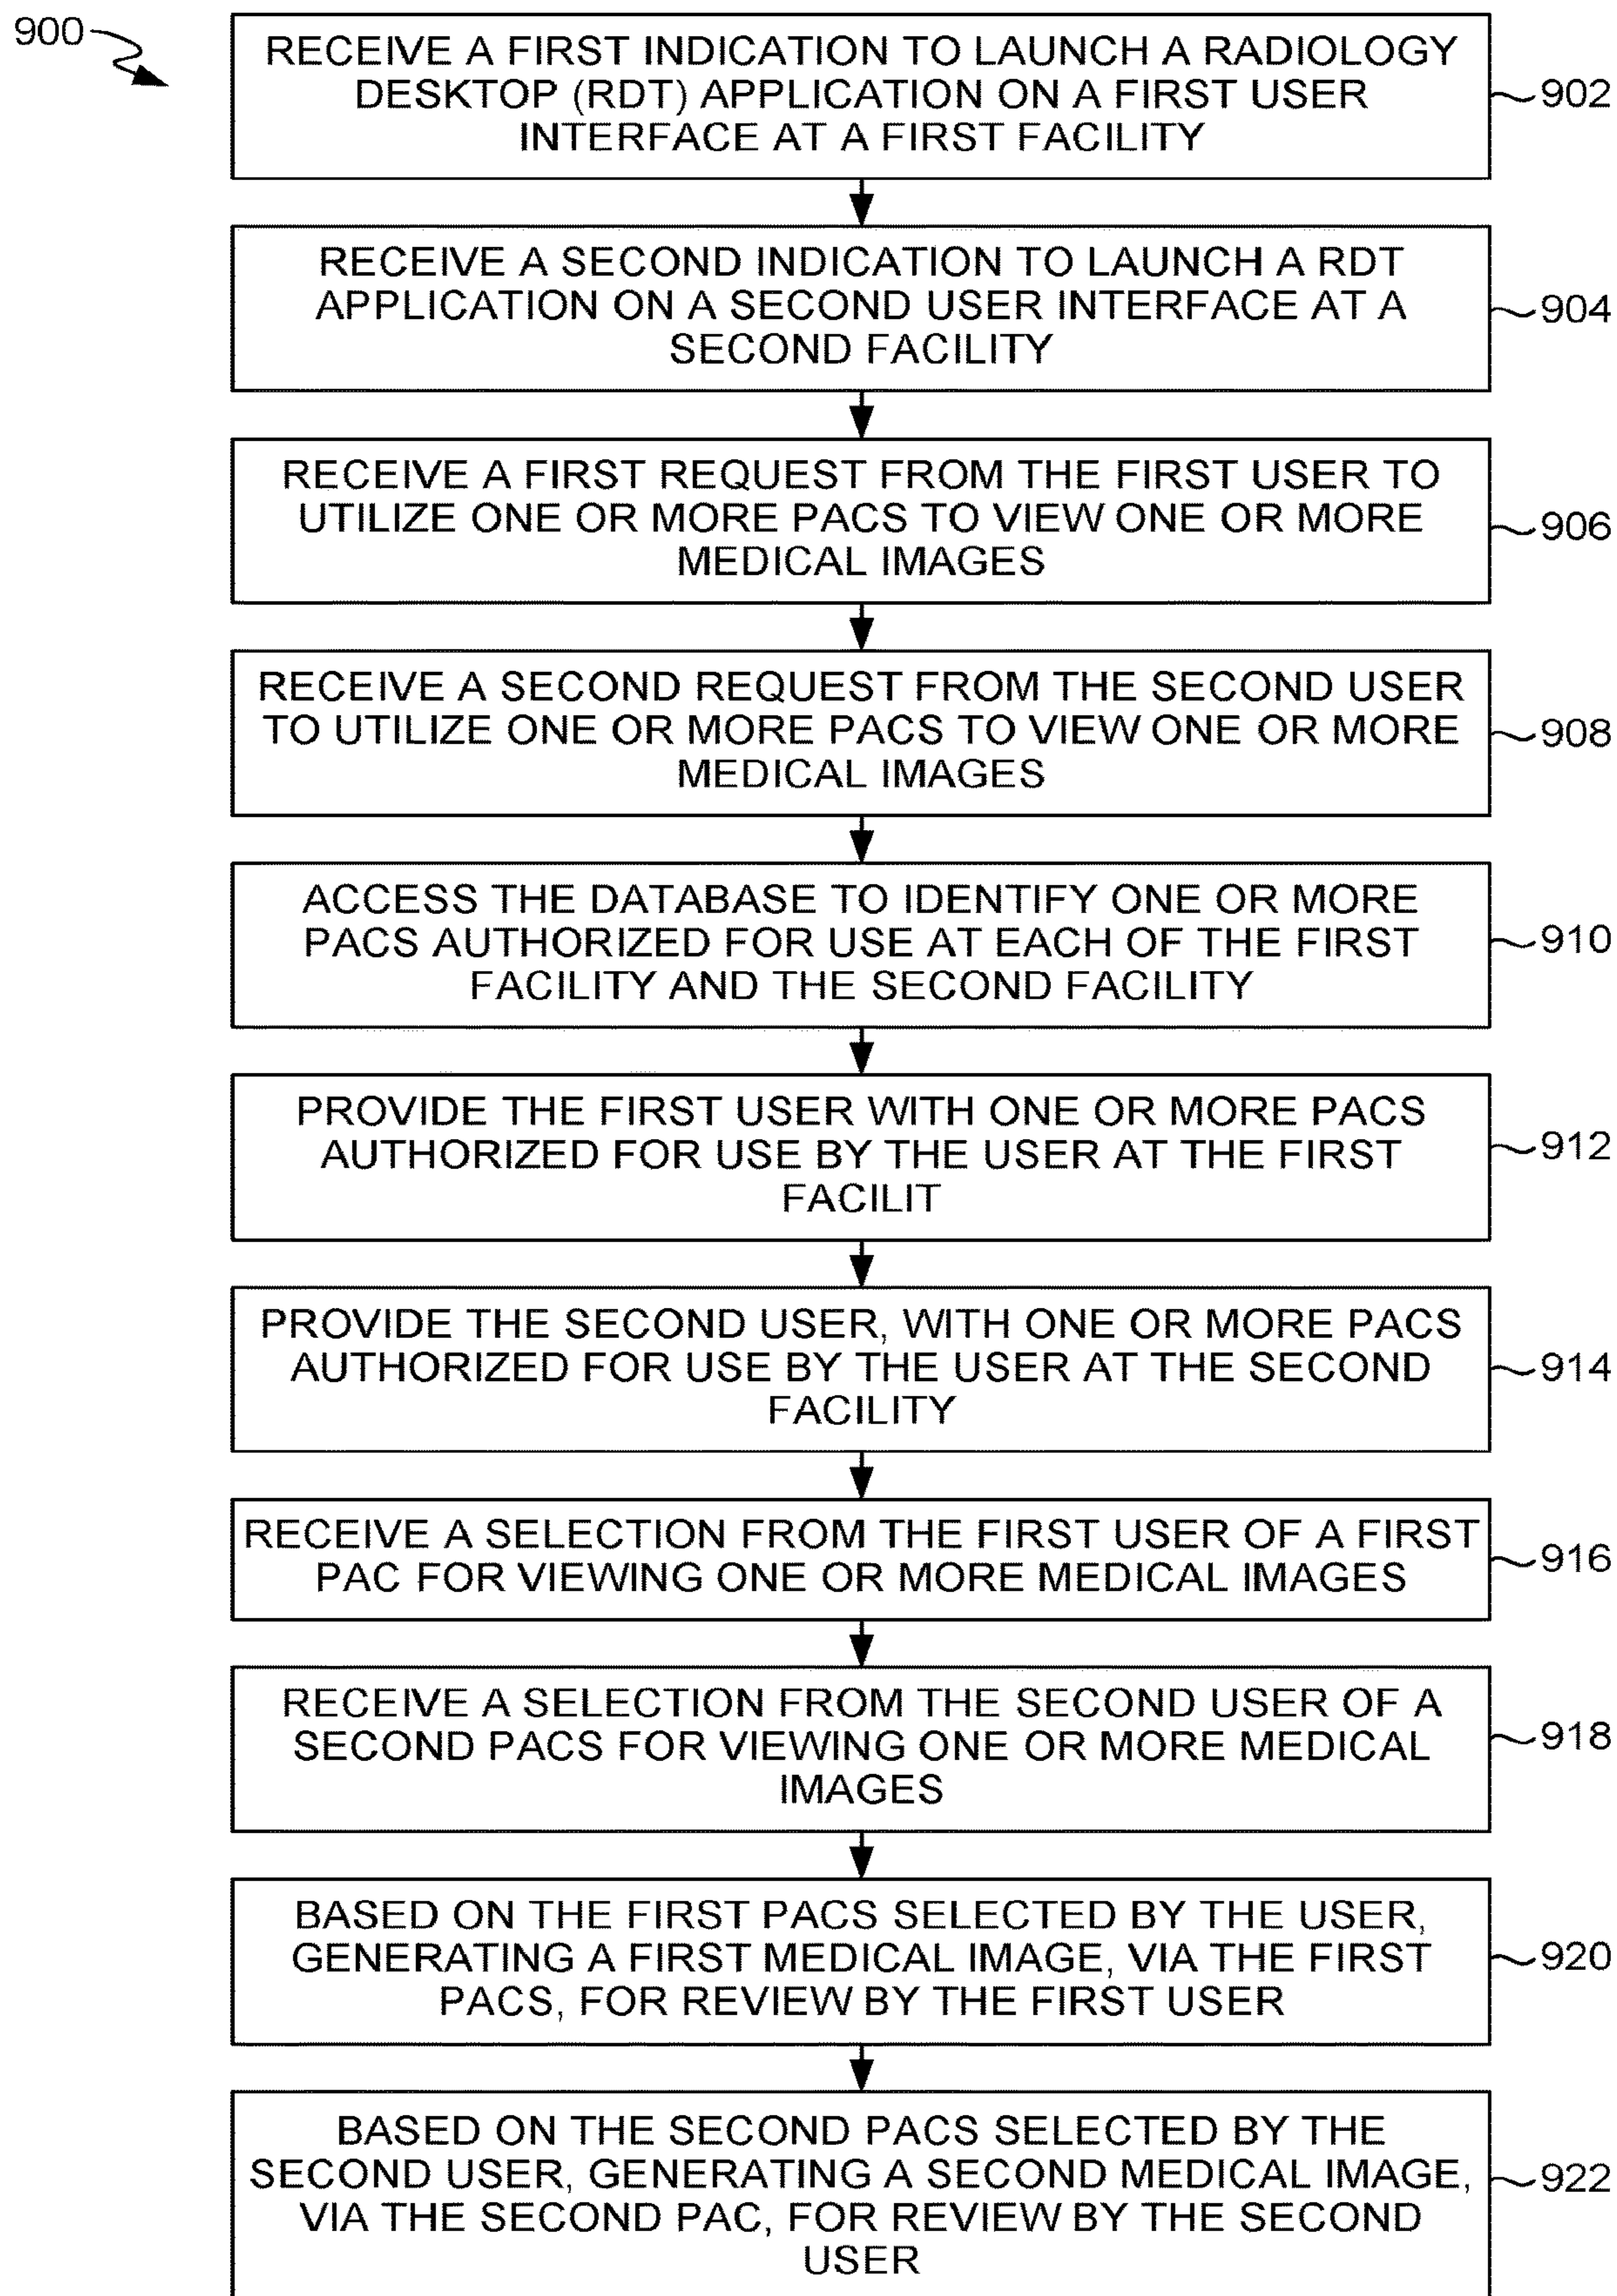 900
RECEIVE A FIRST INDICATION TO LAUNCH A RADIOLOGY
DESKTOP (RDT) APPLICATION ON A FIRST USER
INTERFACE AT A FIRST FACILITY
902
RECEIVE A SECOND INDICATION TO LAUNCH A RDT
APPLICATION ON A SECOND USER INTERFACE AT A
SECOND FACILITY
904
RECEIVE A FIRST REQUEST FROM THE FIRST USER TO
UTILIZE ONE OR MORE PACS TO VIEW ONE OR MORE
MEDICAL IMAGES
906
RECEIVE A SECOND REQUEST FROM THE SECOND USER
TO UTILIZE ONE OR MORE PACS TO VIEW ONE OR MORE
MEDICAL IMAGES
908
ACCESS THE DATABASE TO IDENTIFY ONE OR MORE
PACS AUTHORIZED FOR USE AT EACH OF THE FIRST
FACILITY AND THE SECOND FACILITY
910
PROVIDE THE FIRST USER WITH ONE OR MORE PACS
AUTHORIZED FOR USE BY THE USER AT THE FIRST
FACILIT
912
PROVIDE THE SECOND USER, WITH ONE OR MORE PACS
AUTHORIZED FOR USE BY THE USER AT THE SECOND
FACILITY
914
RECEIVE A SELECTION FROM THE FIRST USER OF A FIRST
PAC FOR VIEWING ONE OR MORE MEDICAL IMAGES
916
RECEIVE A SELECTION FROM THE SECOND USER OF A
SECOND PACS FOR VIEWING ONE OR MORE MEDICAL
IMAGES
918
BASED ON THE FIRST PACS SELECTED BY THE USER,
GENERATING A FIRST MEDICAL IMAGE, VIA THE FIRST
PACS, FOR REVIEW BY THE FIRST USER
920
BASED ON THE SECOND PACS SELECTED BY THE
SECOND USER, GENERATING A SECOND MEDICAL IMAGE,
VIA THE SECOND PAC, FOR REVIEW BY THE SECOND
USER
922